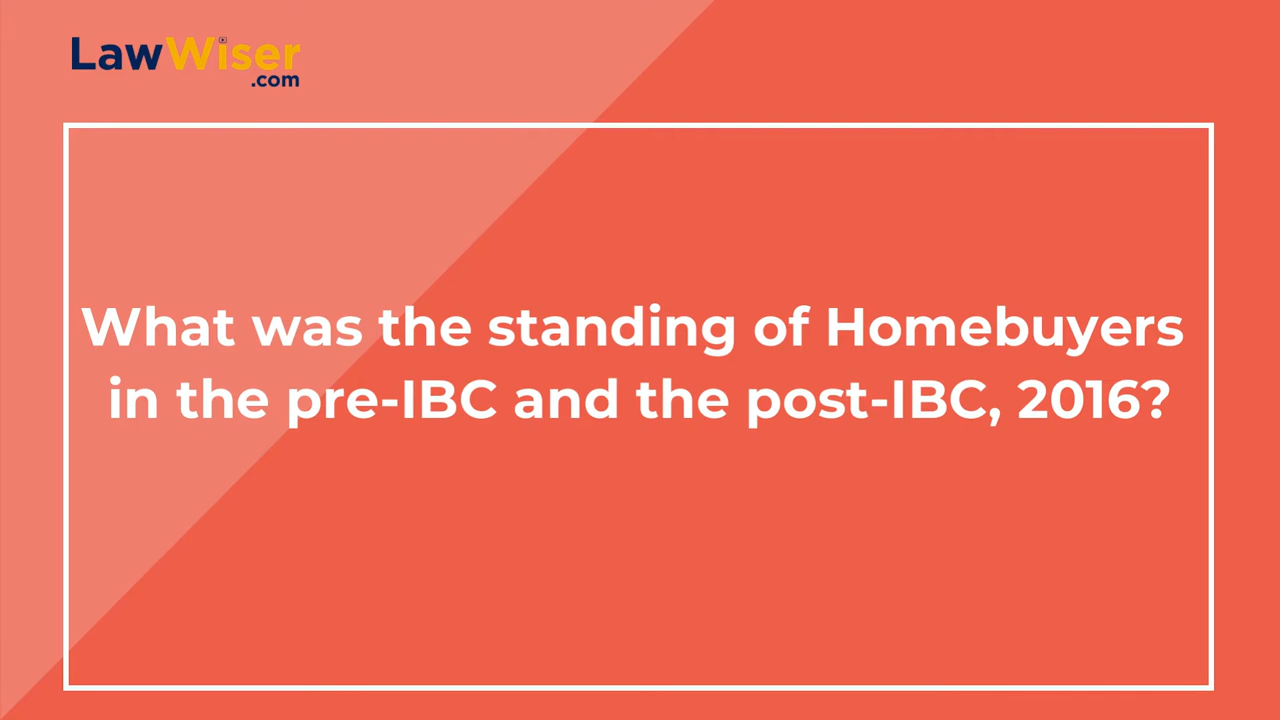 LawWiser
.com
What was the standing of Homebuyers
in the pre-IBC and the post-IBC, 2016?